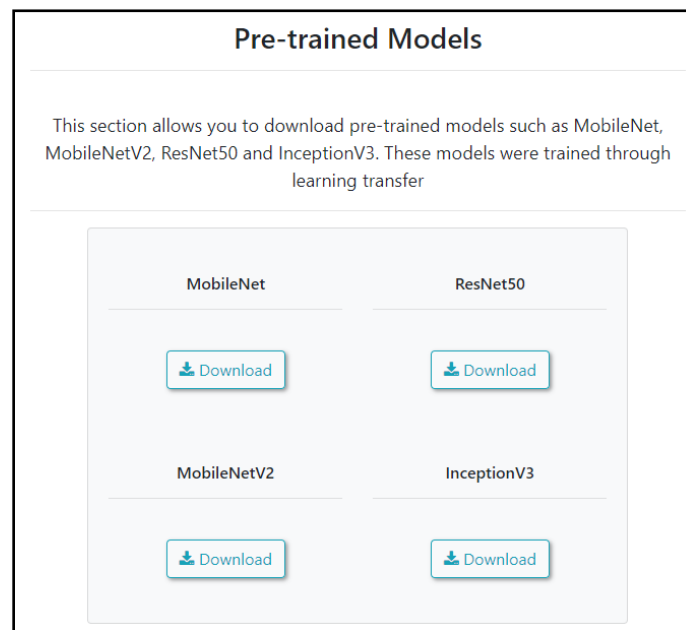 Pre-trained Models
This section allows you to download pre-trained models such as MobileNet,
MobileNetV2, ResNet50 and InceptionV3. These models were trained through
learning transfer
MobileNet
ResNet50
Download
Download
MobileNetV2
InceptionV3
Download
Download